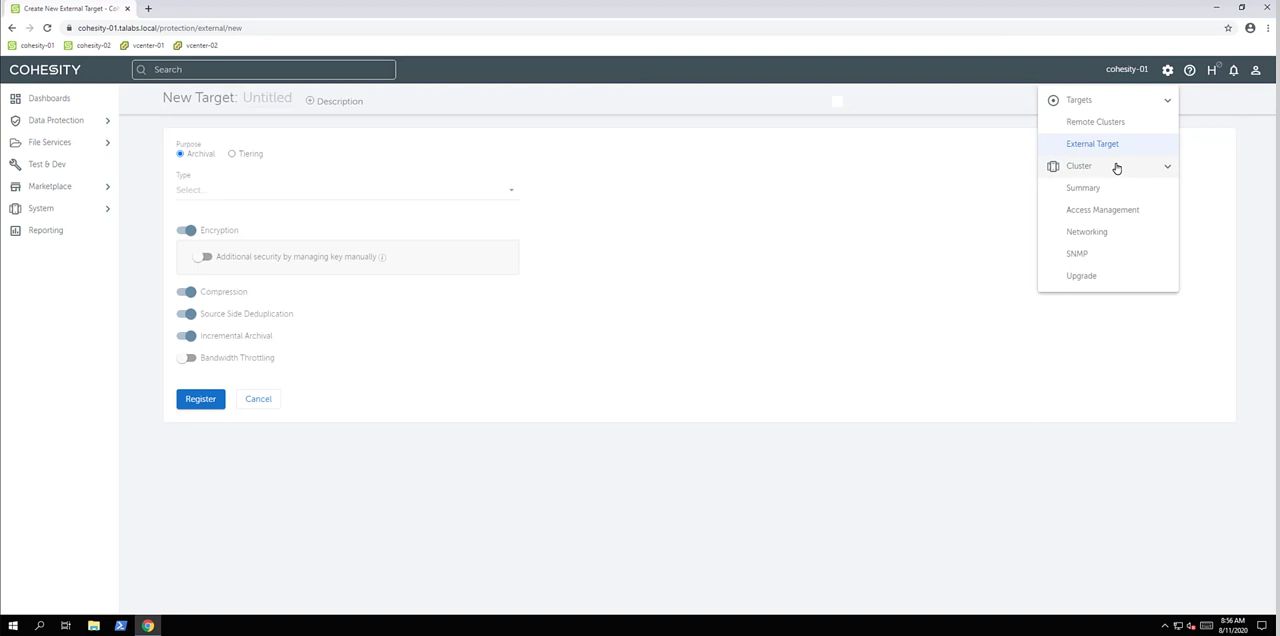 Create New External Target - Coh
cohesity-01.talabs.local/protection/external/new
cohesity-01 cohesity-02 vcenter-01 vcenter-02
COHESITY
Search
cohesity-01
Dashboards
Data Protection
File Services
Test & Dev
Marketplace
System
Reporting
New Target: Untitled
Description
Purpose
Archival Tiering
Type
Select...
Encryption
Additional security by managing key manually
Compression
Source Side Deduplication
Incremental Archival
Bandwidth Throttling
Register Cancel
Targets
Remote Clusters
External Target
Cluster
Summary
Access Management
Networking
SNMP
Upgrade
8:56 AM
8/11/2020